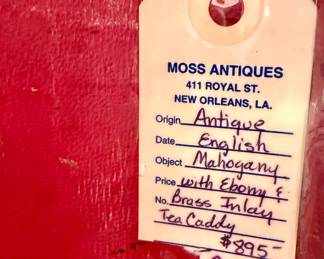 MOSS ANTIQUES
411 ROYAL ST.
NEW ORLEANS, LA.
Origin Antique
Date English
Object Mahogany
Price with Ebony &
No. Brass Inlay
Tea Caddy
$895-